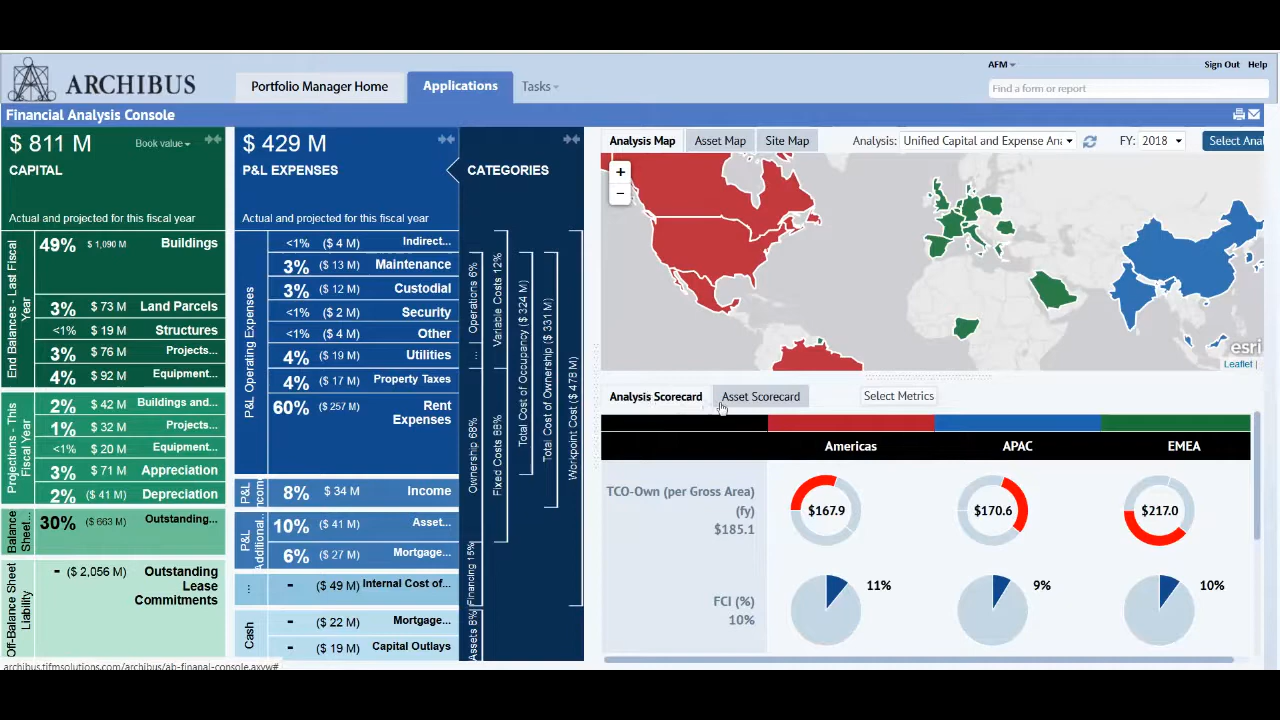 ARCHIBUS
Portfolio Manager Home
Applications
Tasks
AFM
Sign Out
Help
Find a form or report
Financial Analysis Console
$ 811 M
Book value
CAPITAL
Actual and projected for this fiscal year
End Balances - Last Fiscal Year
49% $ 1,090 M Buildings
3% $ 73 M Land Parcels
<1% $ 19 M Structures
3% $ 76 M Projects...
4% $ 92 M Equipment...
Projections - This Fiscal Year
2% $ 42 M Buildings and...
1% $ 32 M Projects...
<1% $ 20 M Equipment...
3% $ 71 M Appreciation
2% ($ 41 M) Depreciation
Balance Sheet...
30% ($ 663 M) Outstanding...
Off-Balance Sheet Liability
- ($ 2,056 M) Outstanding
Lease
Commitments
$ 429 M
P&L EXPENSES
Actual and projected for this fiscal year
P&L Operating Expenses
<1% ($ 4 M) Indirect...
3% ($ 13 M) Maintenance
3% ($ 12 M) Custodial
<1% ($ 2 M) Security
<1% ($ 4 M) Other
4% ($ 19 M) Utilities
4% ($ 17 M) Property Taxes
60% ($ 257 M) Rent
Expenses
P&L
8% $ 34 M Income
P&L Additional...
10% ($ 41 M) Asset...
6% ($ 27 M) Mortgage...
...
- ($ 49 M) Internal Cost of...
Cash
- ($ 22 M) Mortgage...
- ($ 19 M) Capital Outlays
CATEGORIES
Operations 6%
...
Ownership 68%
Financing 15%
Assets 8%
Variable Costs 12%
Fixed Costs 88%
Total Cost of Occupancy ($ 324 M)
Total Cost of Ownership ($ 331 M)
Workpoint Cost ($ 478 M)
Analysis Map
Asset Map
Site Map
Analysis: Unified Capital and Expense Ana
FY: 2018
Select Anal
+
−
esri
Leaflet |
Analysis Scorecard
Asset Scorecard
Select Metrics
Americas APAC EMEA
TCO-Own (per Gross Area)
(fy)
$185.1
$167.9 $170.6 $217.0
FCI (%)
10%
11% 9% 10%
archibus.tifmsolutions.com/archibus/ab-finanal-console.axvw#